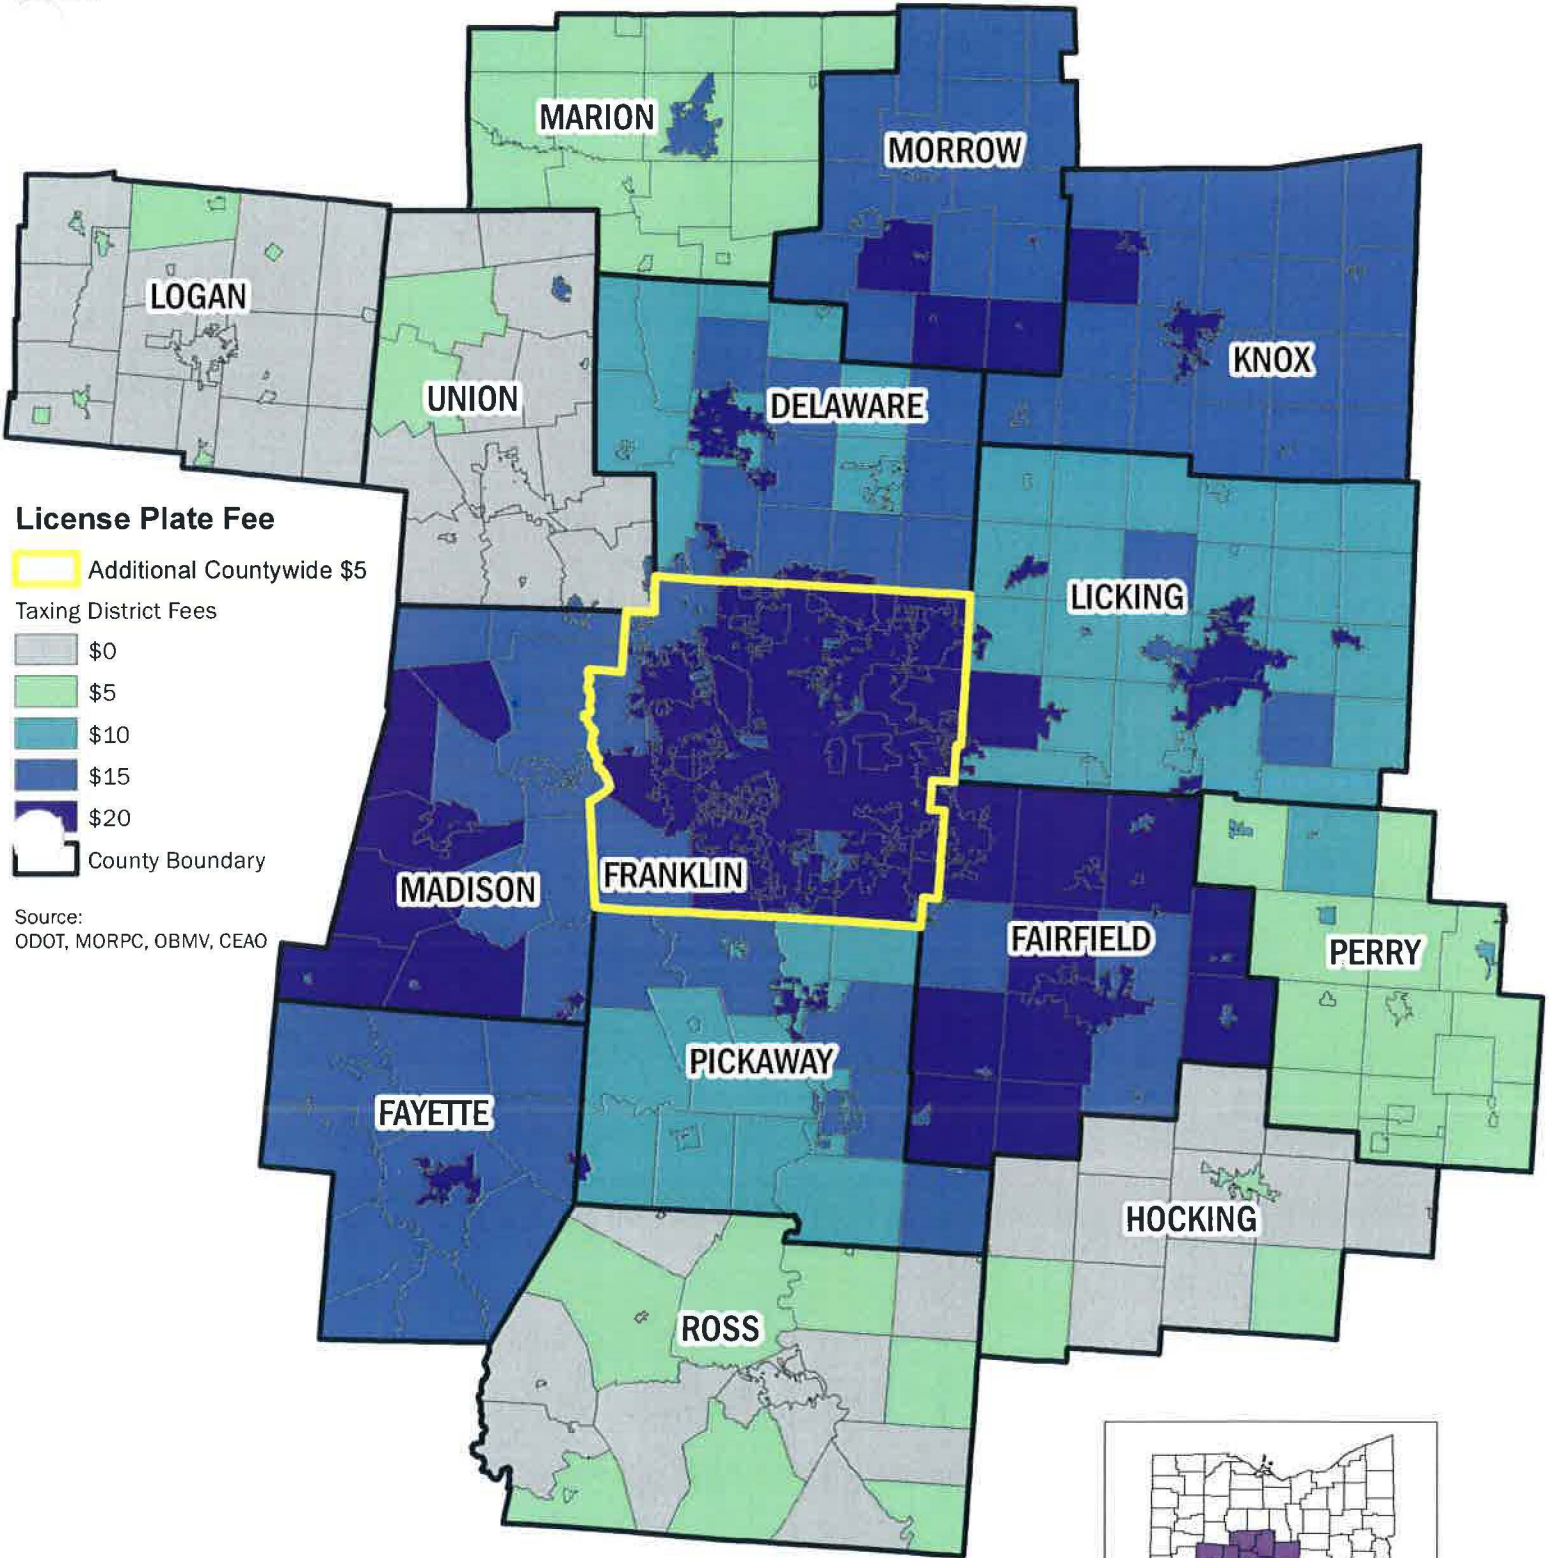 MARION
MORROW
LOGAN
KNOX
UNION
DELAWARE
License Plate Fee
Additional Countywide $5
Taxing District Fees
$0
$5
$10
$15
$20
County Boundary
Source:
ODOT, MORPC, OBMV, CEAO
LICKING
FRANKLIN
MADISON
FAIRFIELD
PERRY
PICKAWAY
FAYETTE
HOCKING
ROSS